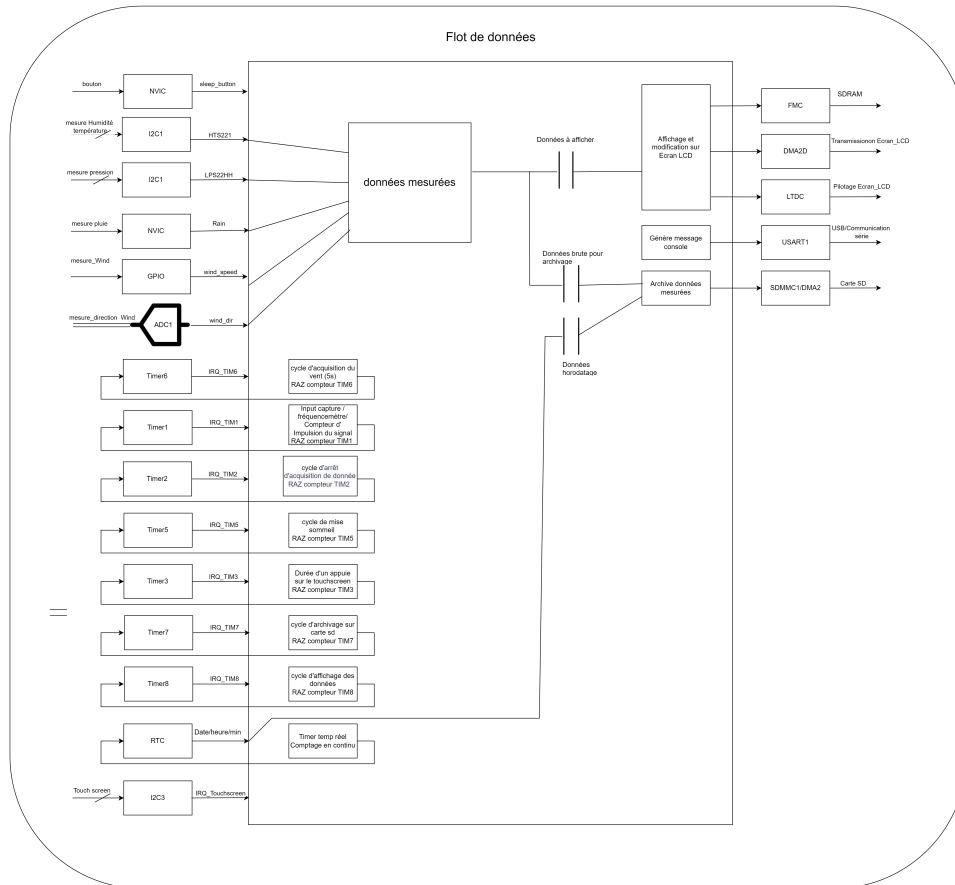 Flot de données
bouton
NVIC
sleep_button
mesure Humidité
température
I2C1
HTS221
mesure pression
I2C1
LPS22HH
mesure pluie
NVIC
Rain
mesure_Wind
GPIO
wind_speed
mesure_direction Wind
ADC1
wind_dir
données mesurées
Données à afficher
Affichage et
modification sur
Ecran LCD
FMC
SDRAM
DMA2D
Transmissionon Ecran_LCD
LTDC
Pilotage Ecran_LCD
Génère message
console
USART1
USB/Communication
série
Données brute pour
archivage
Archive données
mesurées
SDMMC1/DMA2
Carte SD
Données
horodatage
Timer6
IRQ_TIM6
cycle d'acquisition du
vent (5s)
RAZ compteur TIM6
Timer1
IRQ_TIM1
Input capture /
fréquencemètre/
Compteur d'
Impulsion du signal
RAZ compteur TIM1
Timer2
IRQ_TIM2
cycle d'arrêt
d'acquisition de donnée
RAZ compteur TIM2
Timer5
IRQ_TIM5
cycle de mise
sommeil
RAZ compteur TIM5
Timer3
IRQ_TIM3
Durée d'un appuie
sur le touchscreen
RAZ compteur TIM3
Timer7
IRQ_TIM7
cycle d'archivage sur
carte sd
RAZ compteur TIM7
Timer8
IRQ_TIM8
cycle d'affichage des
données
RAZ compteur TIM8
RTC
Date/heure/min
Timer temp réel
Comptage en continu
Touch screen
I2C3
IRQ_Touchscreen